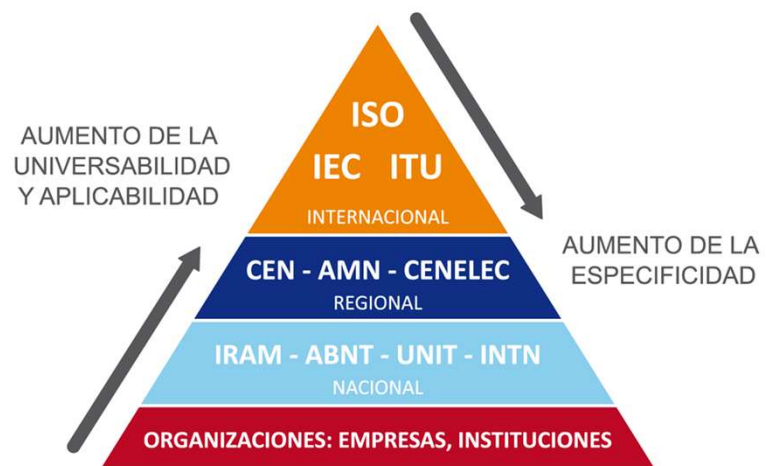 ISO
IEC ITU
INTERNACIONAL
AUMENTO DE LA
UNIVERSABILIDAD
Y APLICABILIDAD
AUMENTO DE LA
ESPECIFICIDAD
CEN - AMN - CENELEC
REGIONAL
IRAM - ABNT - UNIT - INTN
NACIONAL
ORGANIZACIONES: EMPRESAS, INSTITUCIONES